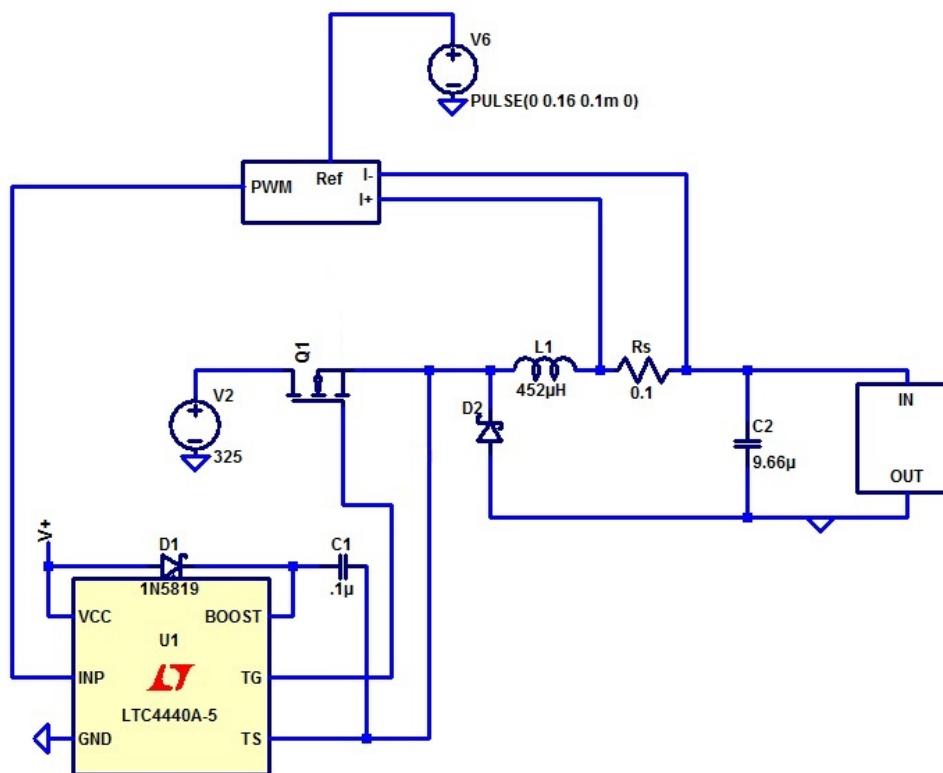 V6
PULSE(0 0.16 0.1m 0)
PWM
Ref
I-
I+
Q1
V2
325
L1
452µH
Rs
0.1
D2
C2
9.66µ
IN
OUT
V+
D1
1N5819
C1
.1µ
VCC
BOOST
U1
INP
TG
LTC4440A-5
GND
TS